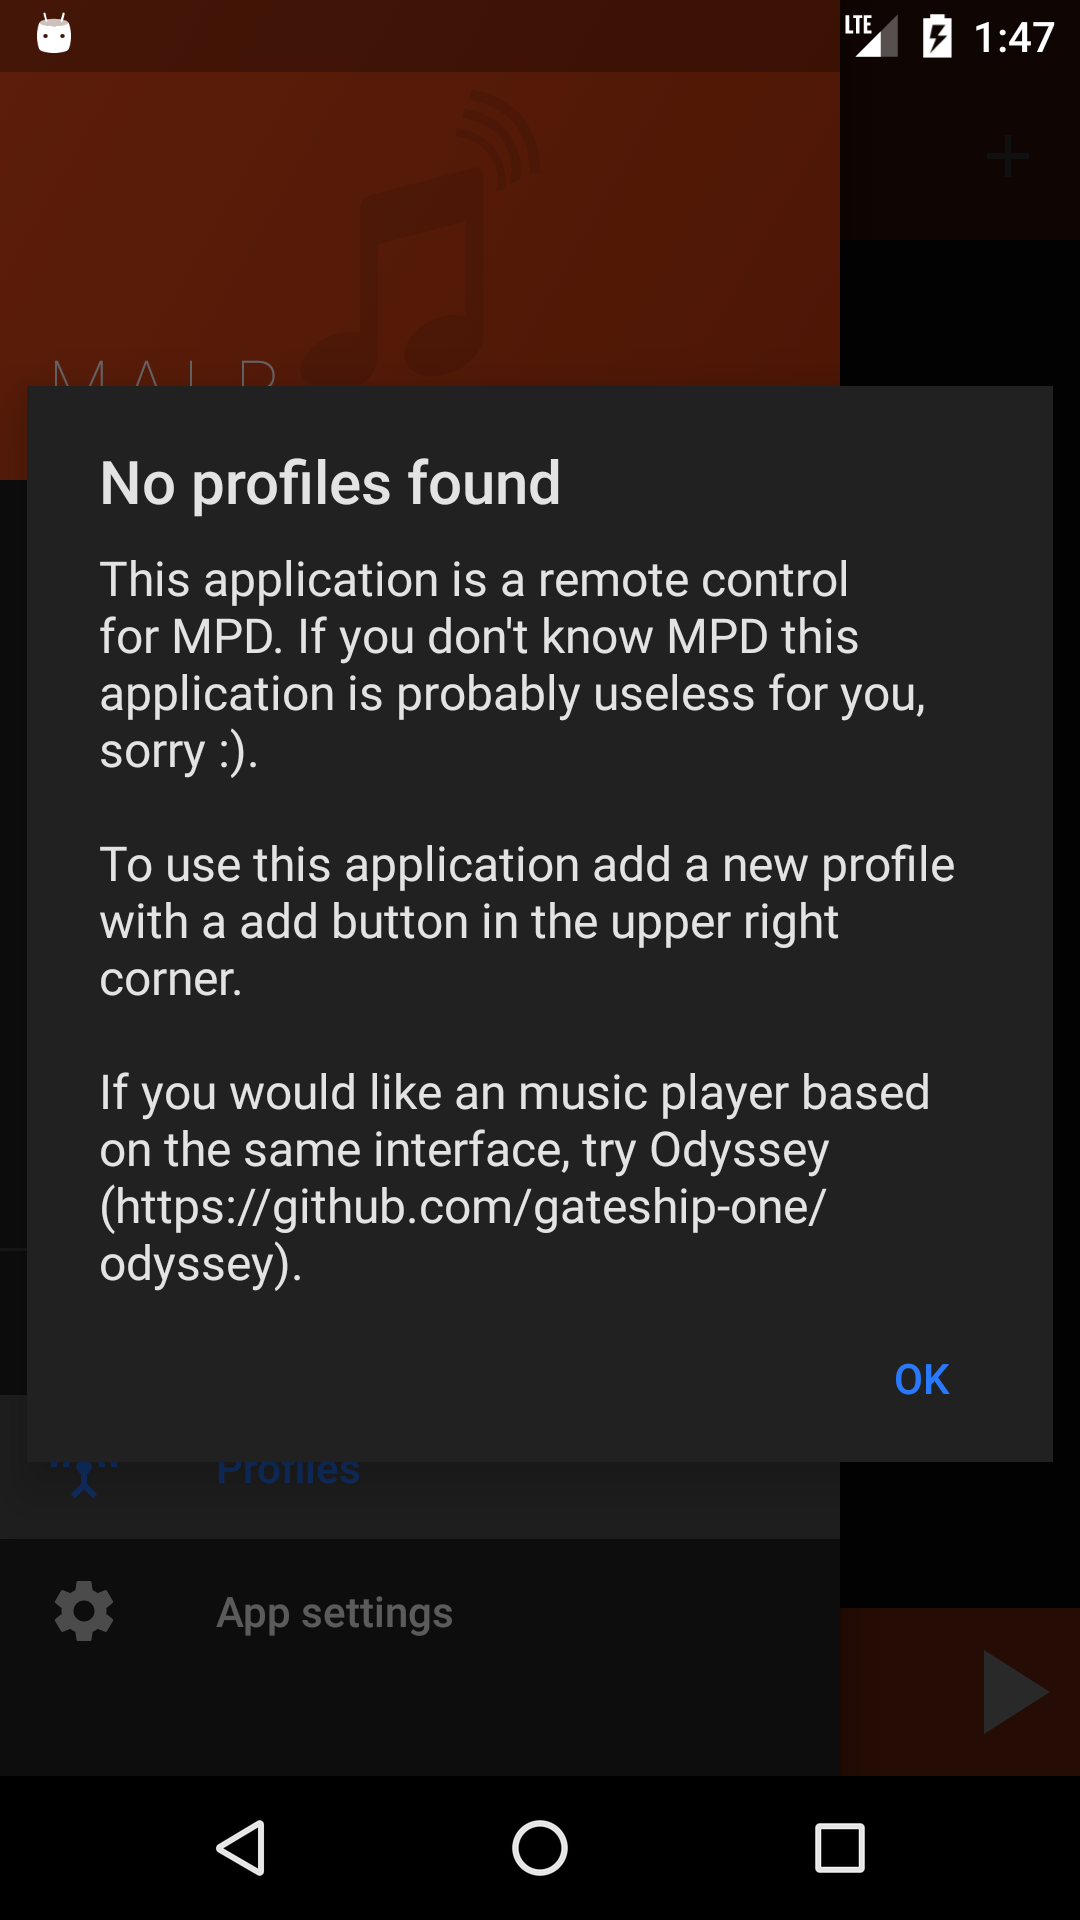 LTE 1:47
M A L P
No profiles found
This application is a remote control
for MPD. If you don't know MPD this
application is probably useless for you,
sorry :).
To use this application add a new profile
with a add button in the upper right
corner.
If you would like an music player based
on the same interface, try Odyssey
(https://github.com/gateship-one/
odyssey).
OK
Profiles
App settings